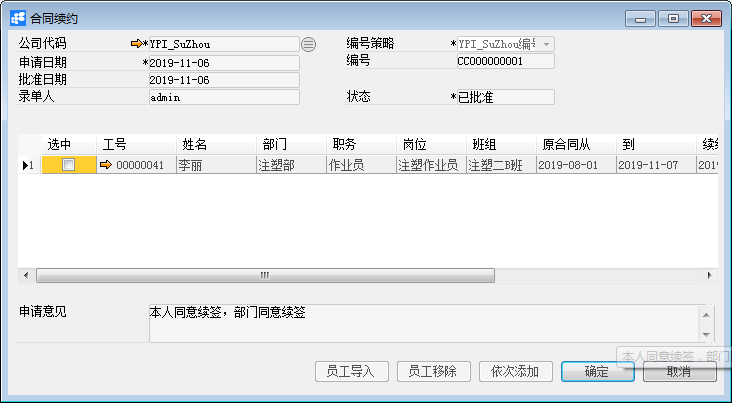 合同续约
公司代码 *YPI_SuZhou 编号策略 *YPI_SuZhou编号
申请日期 *2019-11-06 编号 CC000000001
批准日期 2019-11-06
录单人 admin 状态 *已批准
选中 工号 姓名 部门 职务 岗位 班组 原合同从 到 续约
1 00000041 李丽 注塑部 作业员 注塑作业员 注塑二B班 2019-08-01 2019-11-07 2019
申请意见 本人同意续签，部门同意续签
本人同意续签，部门
员工导入 员工移除 依次添加 确定 取消